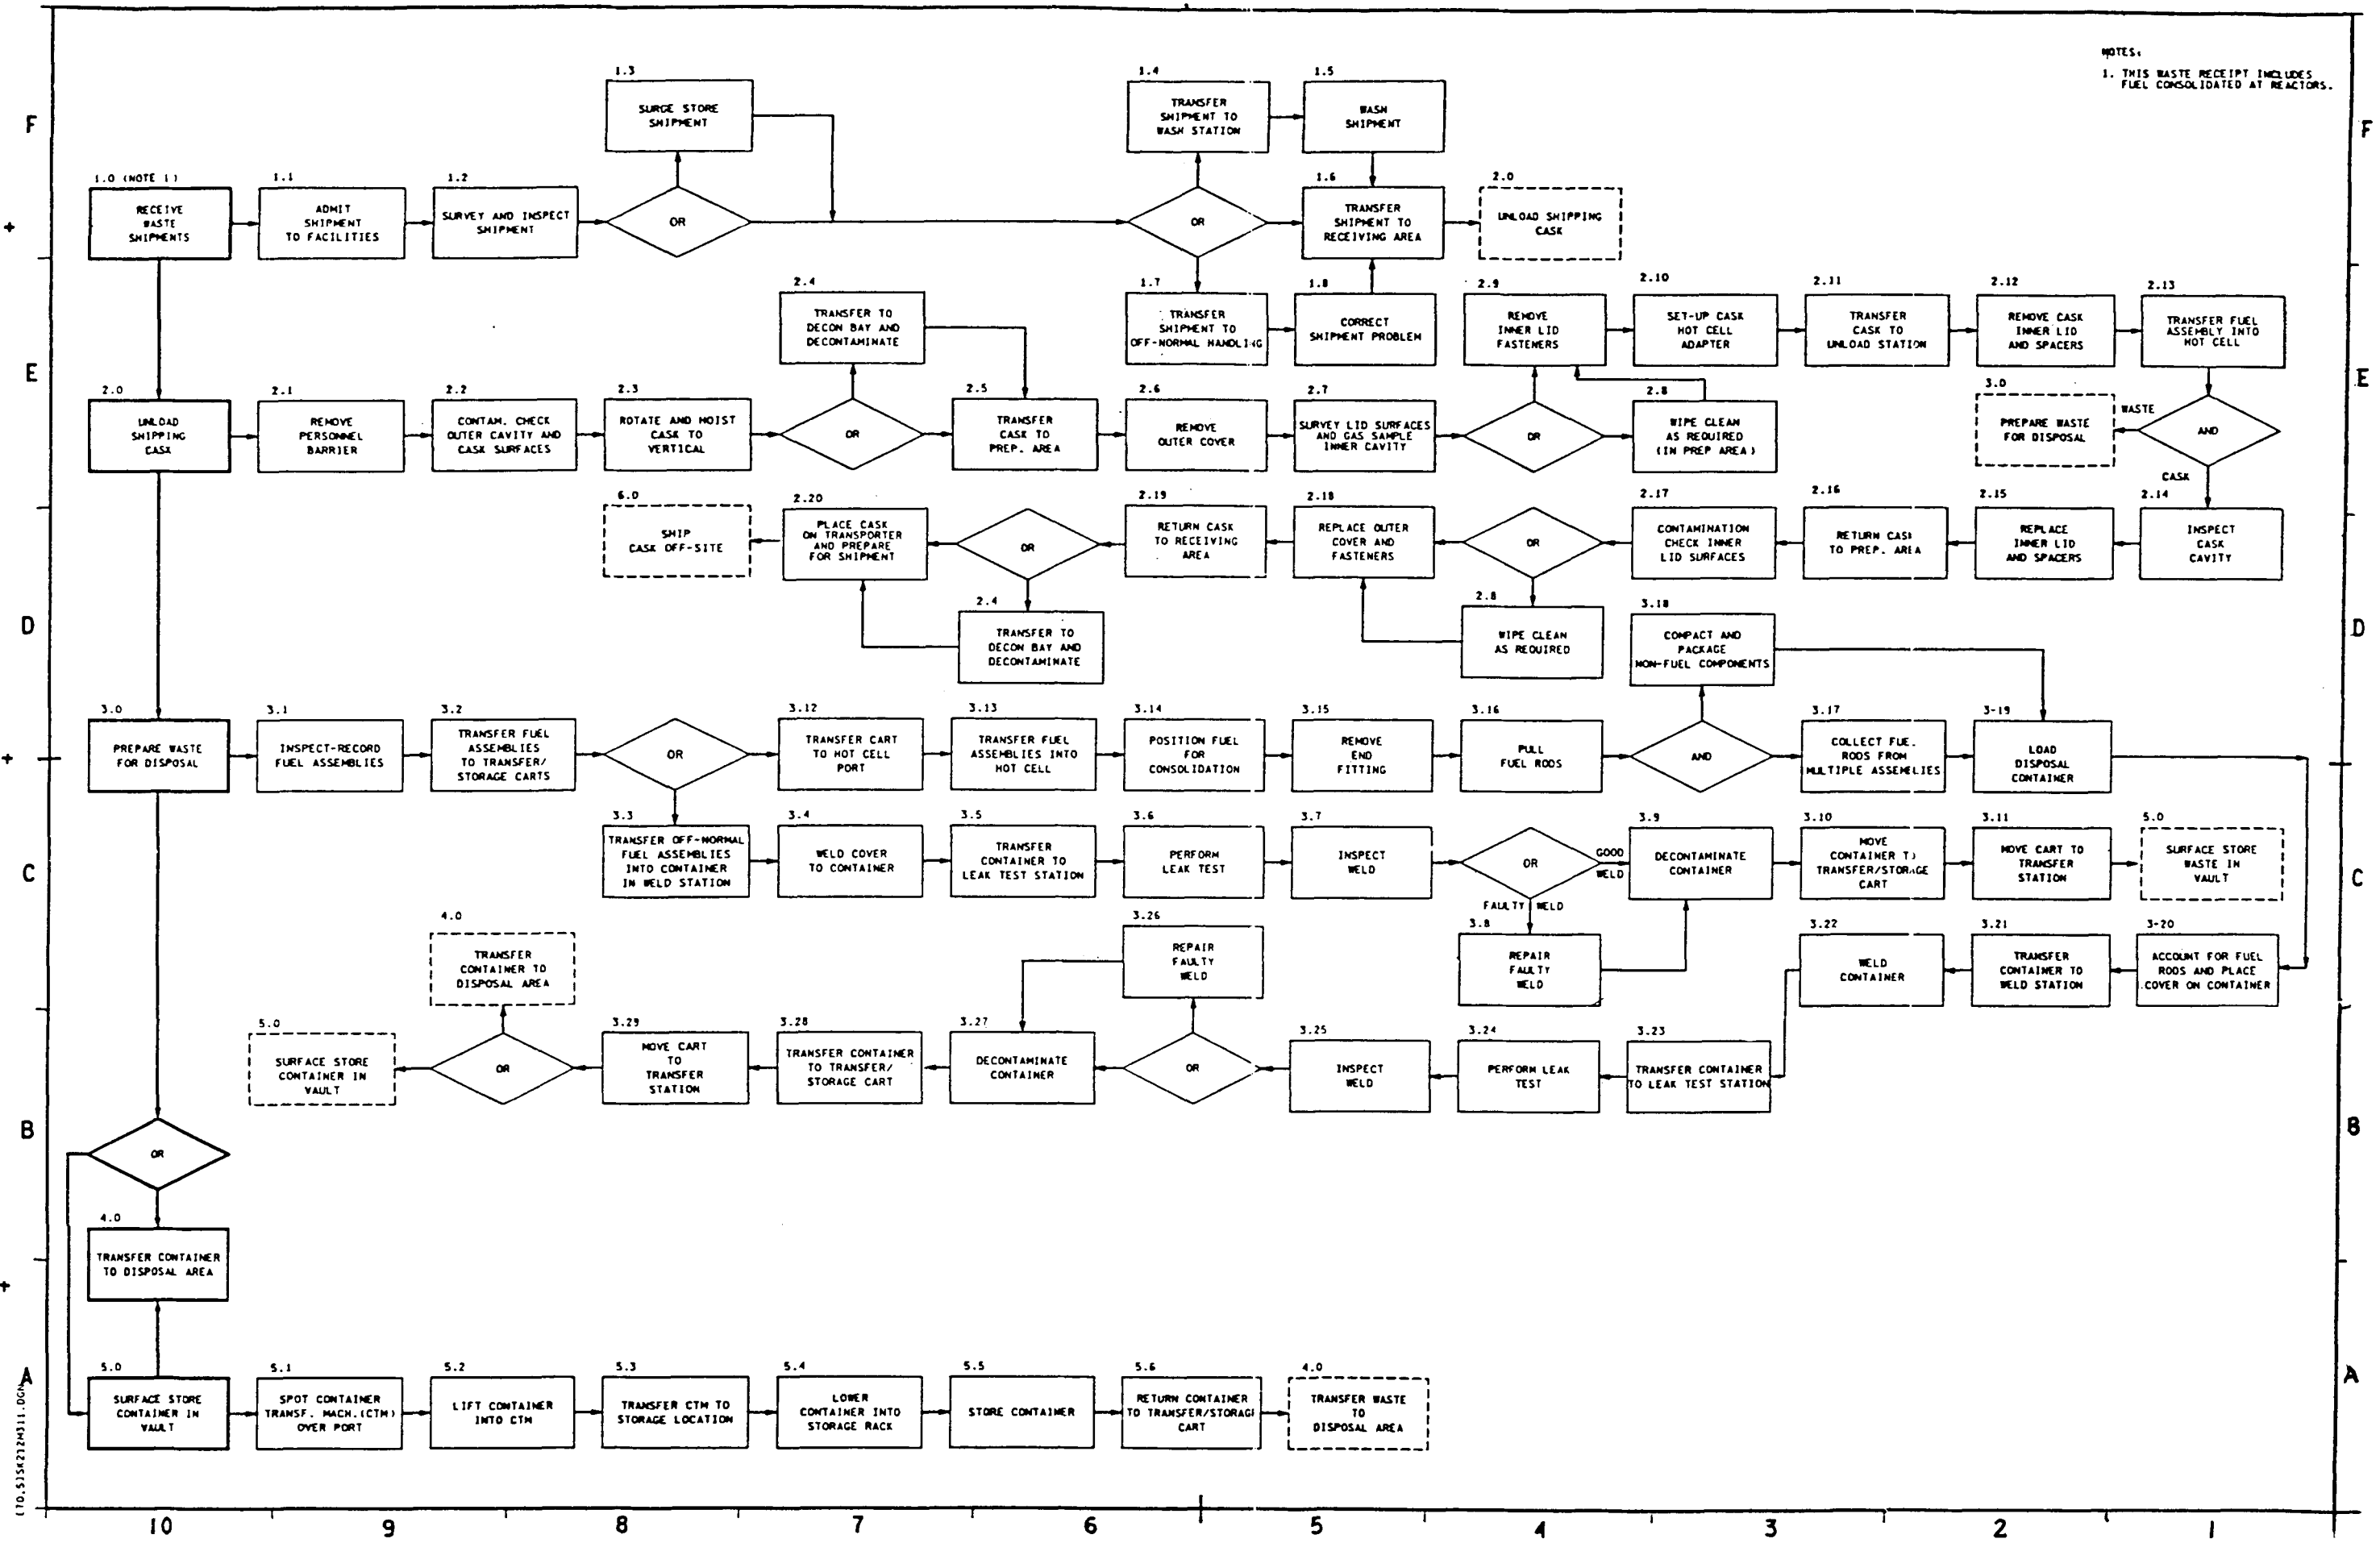 NOTES:
1. THIS WASTE RECEIPT INCLUDES
FUEL CONSOLIDATED AT REACTORS.
F
F
1.3
SURGE STORE
SHIPMENT
1.4
TRANSFER
SHIPMENT TO
WASH STATION
1.5
WASH
SHIPMENT
1.0 (NOTE 1)
RECEIVE
WASTE
SHIPMENTS
1.1
ADMIT
SHIPMENT
TO FACILITIES
1.2
SURVEY AND INSPECT
SHIPMENT
OR
OR
1.6
TRANSFER
SHIPMENT TO
RECEIVING AREA
2.0
UNLOAD SHIPPING
CASK
2.4
TRANSFER TO
DECON BAY AND
DECONTAMINATE
1.7
TRANSFER
SHIPMENT TO
OFF-NORMAL HANDLING
1.8
CORRECT
SHIPMENT PROBLEM
2.9
REMOVE
INNER LID
FASTENERS
2.10
SET-UP CASK
HOT CELL
ADAPTER
2.11
TRANSFER
CASK TO
UNLOAD STATION
2.12
REMOVE CASK
INNER LID
AND SPACERS
2.13
TRANSFER FUEL
ASSEMBLY INTO
HOT CELL
E
E
2.0
UNLOAD
SHIPPING
CASK
2.1
REMOVE
PERSONNEL
BARRIER
2.2
CONTAM. CHECK
OUTER CAVITY AND
CASK SURFACES
2.3
ROTATE AND HOIST
CASK TO
VERTICAL
OR
2.5
TRANSFER
CASK TO
PREP. AREA
2.6
REMOVE
OUTER COVER
2.7
SURVEY LID SURFACES
AND GAS SAMPLE
INNER CAVITY
OR
2.8
WIPE CLEAN
AS REQUIRED
(IN PREP AREA)
3.0
PREPARE WASTE
FOR DISPOSAL
WASTE
AND
CASK
6.0
SHIP
CASK OFF-SITE
2.20
PLACE CASK
ON TRANSPORTER
AND PREPARE
FOR SHIPMENT
OR
2.19
RETURN CASK
TO RECEIVING
AREA
2.18
REPLACE OUTER
COVER AND
FASTENERS
OR
2.17
CONTAMINATION
CHECK INNER
LID SURFACES
2.16
RETURN CASK
TO PREP. AREA
2.15
REPLACE
INNER LID
AND SPACERS
2.14
INSPECT
CASK
CAVITY
D
D
2.4
TRANSFER TO
DECON BAY AND
DECONTAMINATE
2.8
WIPE CLEAN
AS REQUIRED
3.18
COMPACT AND
PACKAGE
NON-FUEL COMPONENTS
3.0
PREPARE WASTE
FOR DISPOSAL
3.1
INSPECT-RECORD
FUEL ASSEMBLIES
3.2
TRANSFER FUEL
ASSEMBLIES
TO TRANSFER/
STORAGE CARTS
OR
3.12
TRANSFER CART
TO HOT CELL
PORT
3.13
TRANSFER FUEL
ASSEMBLIES INTO
HOT CELL
3.14
POSITION FUEL
FOR
CONSOLIDATION
3.15
REMOVE
END
FITTING
3.16
PULL
FUEL RODS
AND
3.17
COLLECT FUEL
RODS FROM
MULTIPLE ASSEMBLIES
3-19
LOAD
DISPOSAL
CONTAINER
C
C
3.3
TRANSFER OFF-NORMAL
FUEL ASSEMBLIES
INTO CONTAINER
IN WELD STATION
3.4
WELD COVER
TO CONTAINER
3.5
TRANSFER
CONTAINER TO
LEAK TEST STATION
3.6
PERFORM
LEAK TEST
3.7
INSPECT
WELD
OR
GOOD
WELD
FAULTY WELD
3.9
DECONTAMINATE
CONTAINER
3.10
MOVE
CONTAINER TO
TRANSFER/STORAGE
CART
3.11
MOVE CART TO
TRANSFER
STATION
5.0
SURFACE STORE
WASTE IN
VAULT
4.0
TRANSFER
CONTAINER TO
DISPOSAL AREA
3.26
REPAIR
FAULTY
WELD
3.8
REPAIR
FAULTY
WELD
3.22
WELD
CONTAINER
3.21
TRANSFER
CONTAINER TO
WELD STATION
3-20
ACCOUNT FOR FUEL
RODS AND PLACE
COVER ON CONTAINER
5.0
SURFACE STORE
CONTAINER IN
VAULT
OR
3.29
MOVE CART
TO
TRANSFER
STATION
3.28
TRANSFER CONTAINER
TO TRANSFER/
STORAGE CART
3.27
DECONTAMINATE
CONTAINER
OR
3.25
INSPECT
WELD
3.24
PERFORM LEAK
TEST
3.23
TRANSFER CONTAINER
TO LEAK TEST STATION
B
B
OR
4.0
TRANSFER CONTAINER
TO DISPOSAL AREA
A
A
5.0
SURFACE STORE
CONTAINER IN
VAULT
5.1
SPOT CONTAINER
TRANSF. MACH.(CTM)
OVER PORT
5.2
LIFT CONTAINER
INTO CTM
5.3
TRANSFER CTM TO
STORAGE LOCATION
5.4
LOWER
CONTAINER INTO
STORAGE RACK
5.5
STORE CONTAINER
5.6
RETURN CONTAINER
TO TRANSFER/STORAGE
CART
4.0
TRANSFER WASTE
TO
DISPOSAL AREA
10 9 8 7 6 5 4 3 2 1